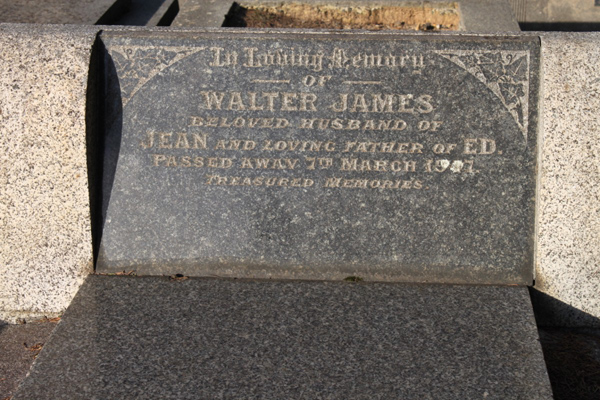 In Loving Memory
OF
WALTER JAMES
BELOVED HUSBAND OF
JEAN AND LOVING FATHER OF ED.
PASSED AWAY 7TH MARCH
TREASURED MEMORIES